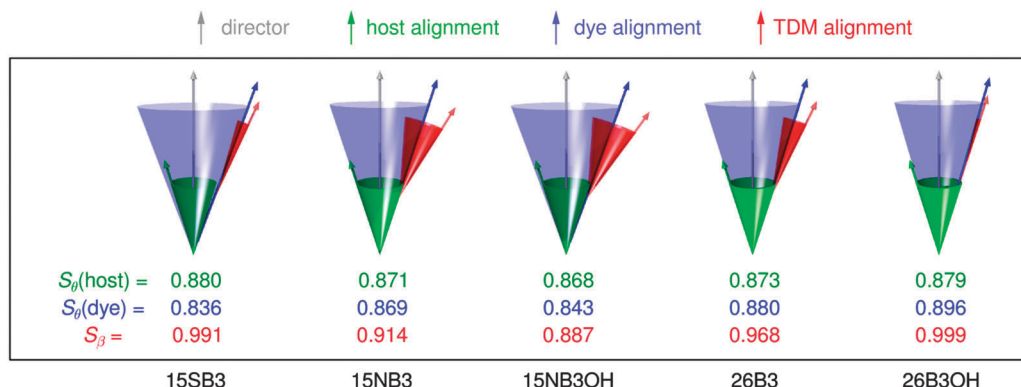 director host alignment dye alignment TDM alignment
Sθ(host) = 0.880 0.871 0.868 0.873 0.879
Sθ(dye) = 0.836 0.869 0.843 0.880 0.896
Sβ = 0.991 0.914 0.887 0.968 0.999
15SB3 15NB3 15NB3OH 26B3 26B3OH